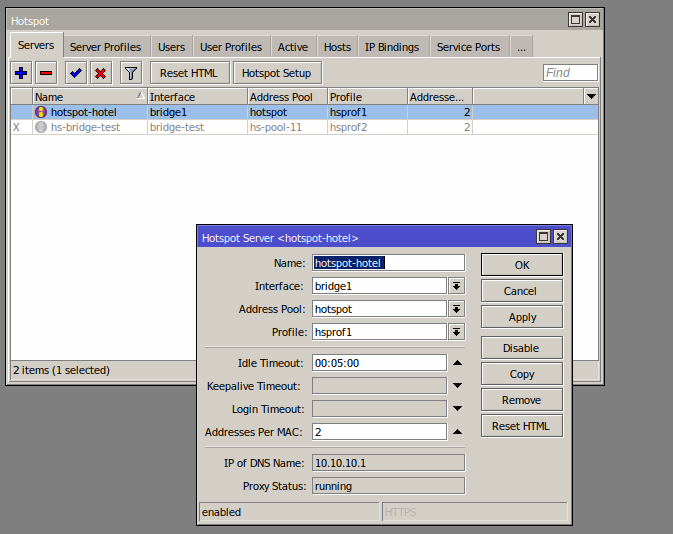 Hotspot
Servers Server Profiles Users User Profiles Active Hosts IP Bindings Service Ports ...
Reset HTML Hotspot Setup Find
Name Interface Address Pool Profile Addresse...
hotspot-hotel bridge1 hotspot hsprof1 2
X hs-bridge-test bridge-test hs-pool-11 hsprof2 2
2 items (1 selected)
Hotspot Server <hotspot-hotel>
Name: hotspot-hotel OK
Interface: bridge1 Cancel
Address Pool: hotspot Apply
Profile: hsprof1
Disable
Idle Timeout: 00:05:00
Copy
Keepalive Timeout:
Remove
Login Timeout:
Reset HTML
Addresses Per MAC: 2
IP of DNS Name: 10.10.10.1
Proxy Status: running
enabled HTTPS